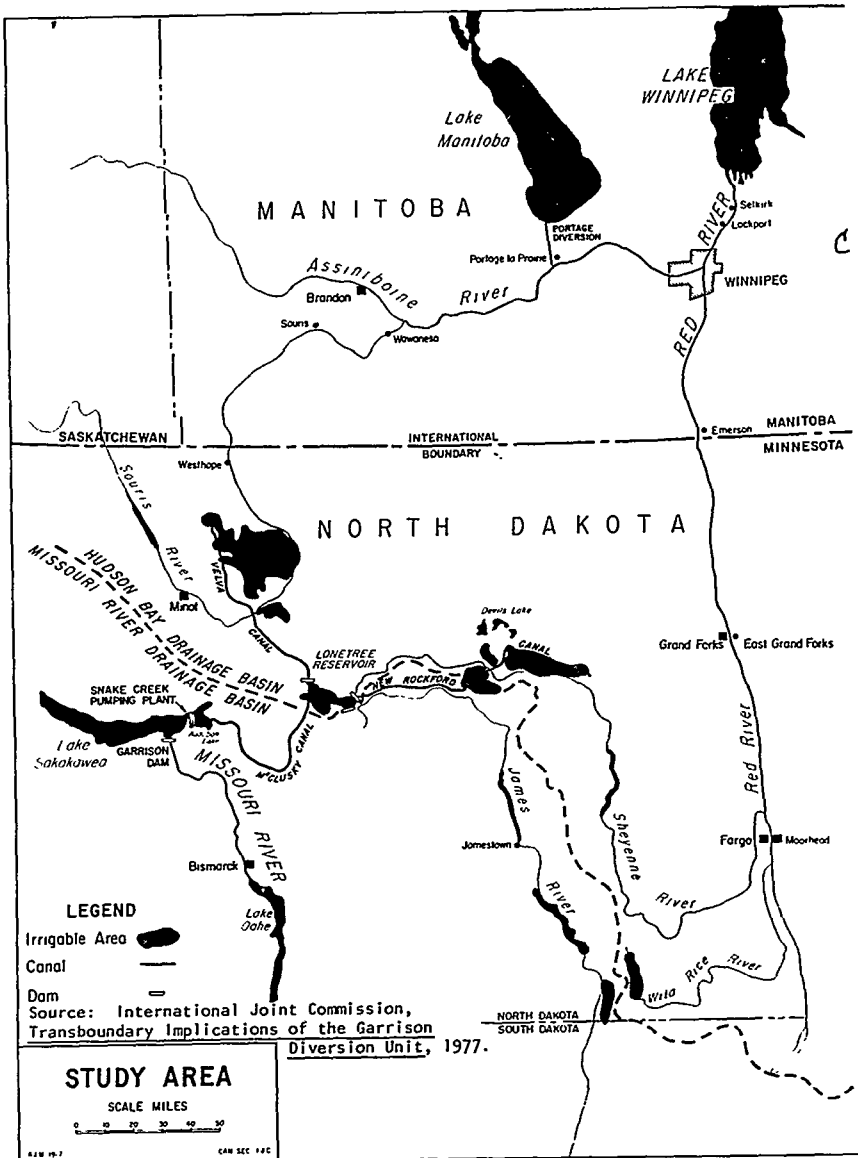 LAKE
WINNIPEG
Lake
Manitoba
MANITOBA
Selkirk
Lockport
RIVER
PORTAGE
DIVERSION
Portage la Prairie
Assiniboine
River
Brandon
WINNIPEG
Souris
Wawanesa
RED
Emerson
MANITOBA
MINNESOTA
SASKATCHEWAN
INTERNATIONAL
BOUNDARY
Westhope
Souris
River
NORTH DAKOTA
VELVA
CANAL
Minot
HUDSON BAY DRAINAGE BASIN
MISSOURI RIVER DRAINAGE BASIN
Devils Lake
CANAL
Grand Forks
East Grand Forks
LONETREE
RESERVOIR
NEW ROCKFORD
SNAKE CREEK
PUMPING PLANT
Lake
Sakakawea
GARRISON
DAM
McCLUSKY CANAL
MISSOURI RIVER
Red River
James
River
Sheyenne
River
Jamestown
Fargo
Moorhead
Bismarck
Lake
Oahe
Wild Rice River
LEGEND
Irrigable Area
Canal
Dam
Source: International Joint Commission,
Transboundary Implications of the Garrison
Diversion Unit, 1977.
NORTH DAKOTA
SOUTH DAKOTA
STUDY AREA
SCALE MILES
0 10 20 30 40 50